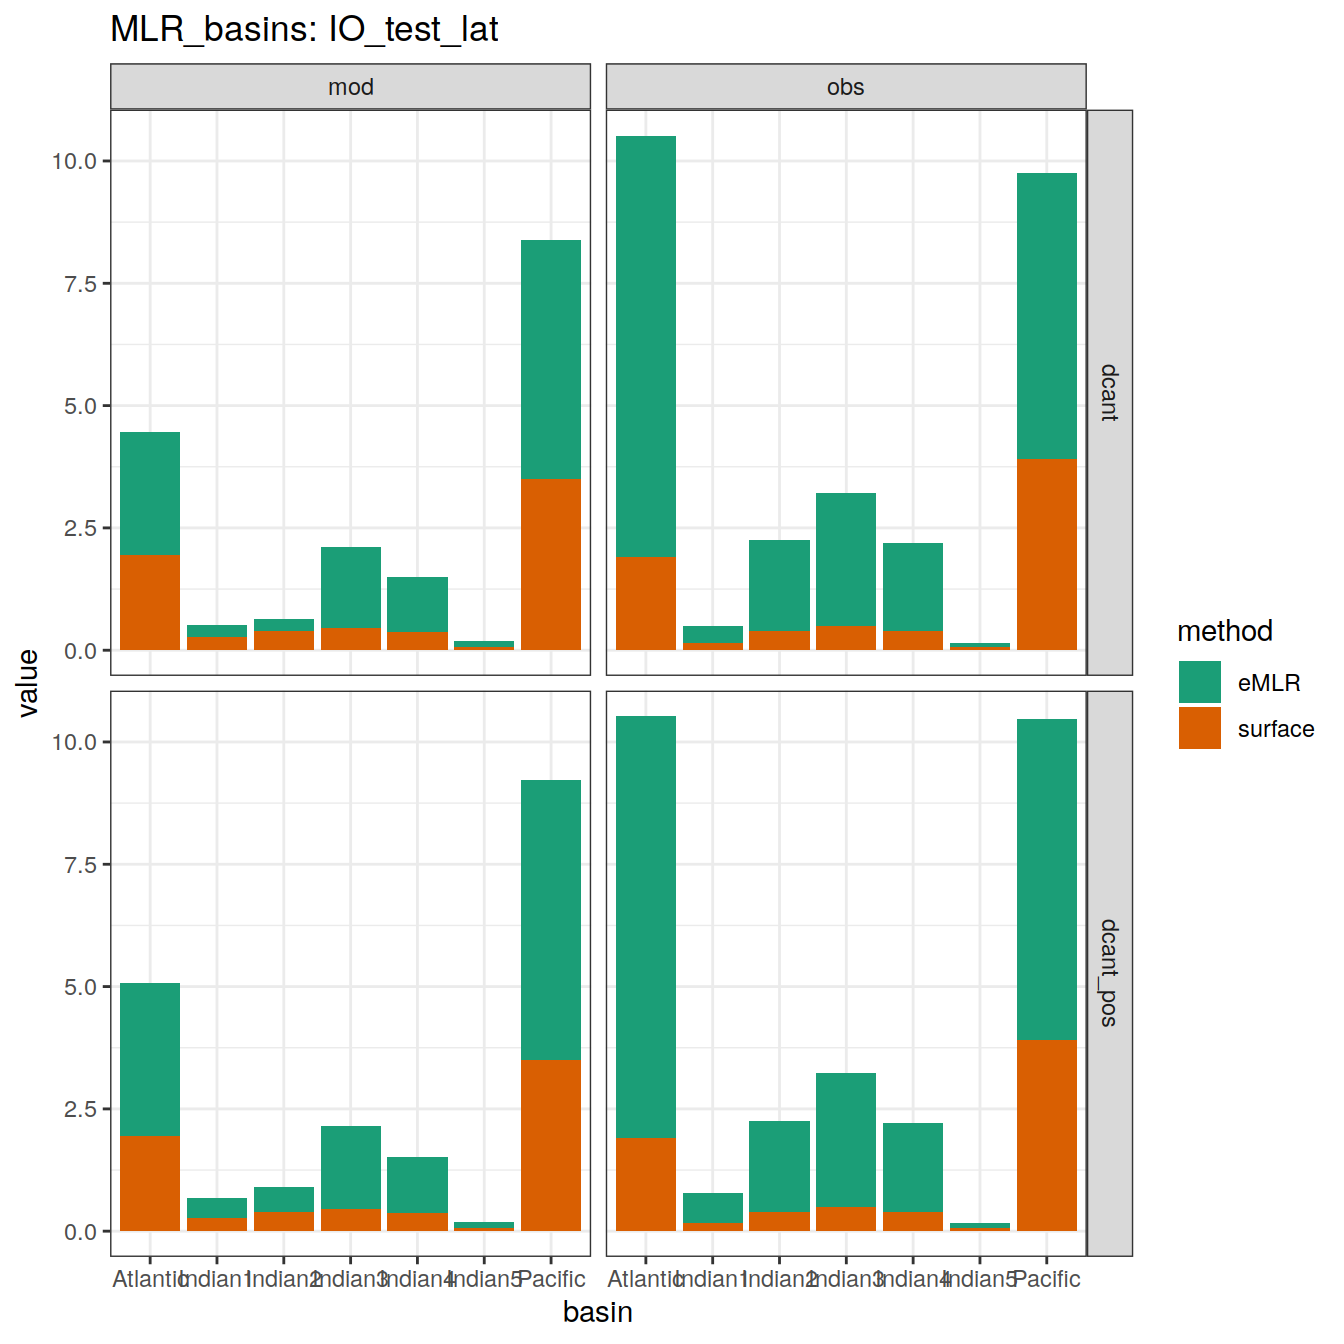 MLR_basins: IO_test_lat
mod
obs
10.0
7.5
5.0
2.5
0.0
dcant
10.0
7.5
5.0
2.5
0.0
dcant_pos
value
Atlantic Indian1 Indian2 Indian3 Indian4 Indian5 Pacific
Atlantic Indian1 Indian2 Indian3 Indian4 Indian5 Pacific
basin
method
eMLR
surface